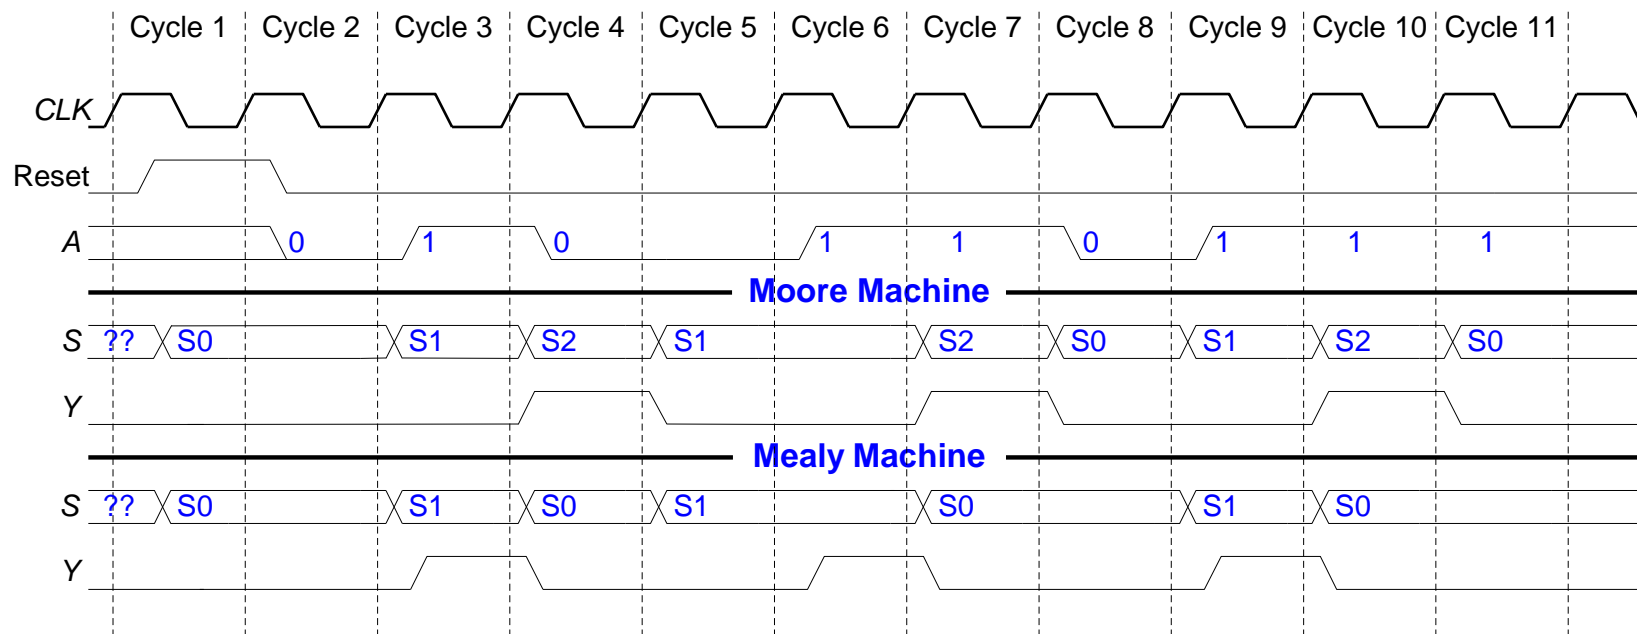 Cycle 1 Cycle 2 Cycle 3 Cycle 4 Cycle 5 Cycle 6 Cycle 7 Cycle 8 Cycle 9 Cycle 10 Cycle 11
CLK
Reset
A 0 1 0 1 1 0 1 1 1
Moore Machine
S ?? S0 S1 S2 S1 S2 S0 S1 S2 S0
Y
Mealy Machine
S ?? S0 S1 S0 S1 S0 S1 S0
Y